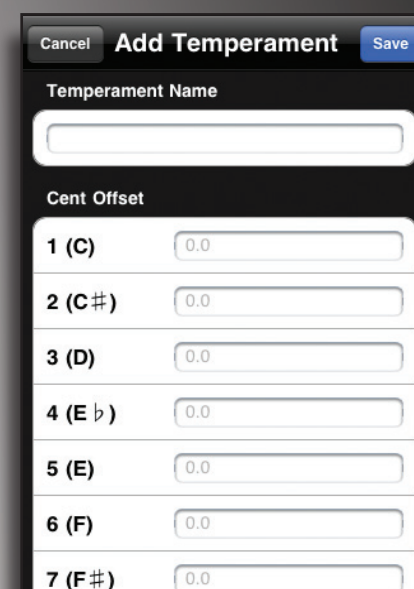 Cancel Add Temperament Save
Temperament Name
Cent Offset
1 (C) 0.0
2 (C♯) 0.0
3 (D) 0.0
4 (E♭) 0.0
5 (E) 0.0
6 (F) 0.0
7 (F♯) 0.0